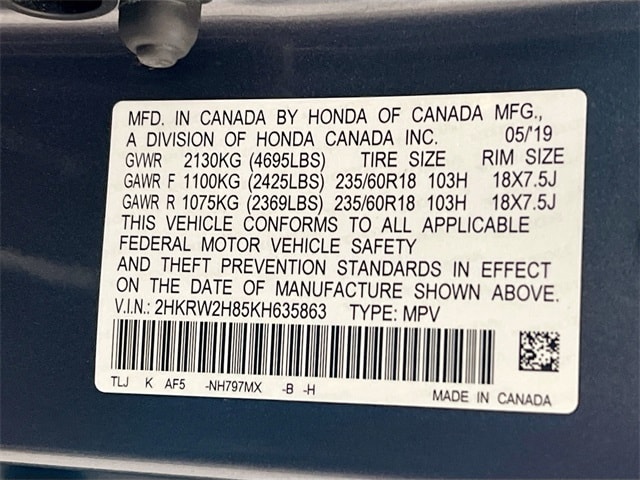 MFD. IN CANADA BY HONDA OF CANADA MFG.,
A DIVISION OF HONDA CANADA INC. 05/'19
GVWR 2130KG (4695LBS) TIRE SIZE RIM SIZE
GAWR F 1100KG (2425LBS) 235/60R18 103H 18X7.5J
GAWR R 1075KG (2369LBS) 235/60R18 103H 18X7.5J
THIS VEHICLE CONFORMS TO ALL APPLICABLE
FEDERAL MOTOR VEHICLE SAFETY
AND THEFT PREVENTION STANDARDS IN EFFECT
ON THE DATE OF MANUFACTURE SHOWN ABOVE.
V.I.N.: 2HKRW2H85KH635863 TYPE: MPV
TLJ K AF5 -NH797MX -B -H MADE IN CANADA